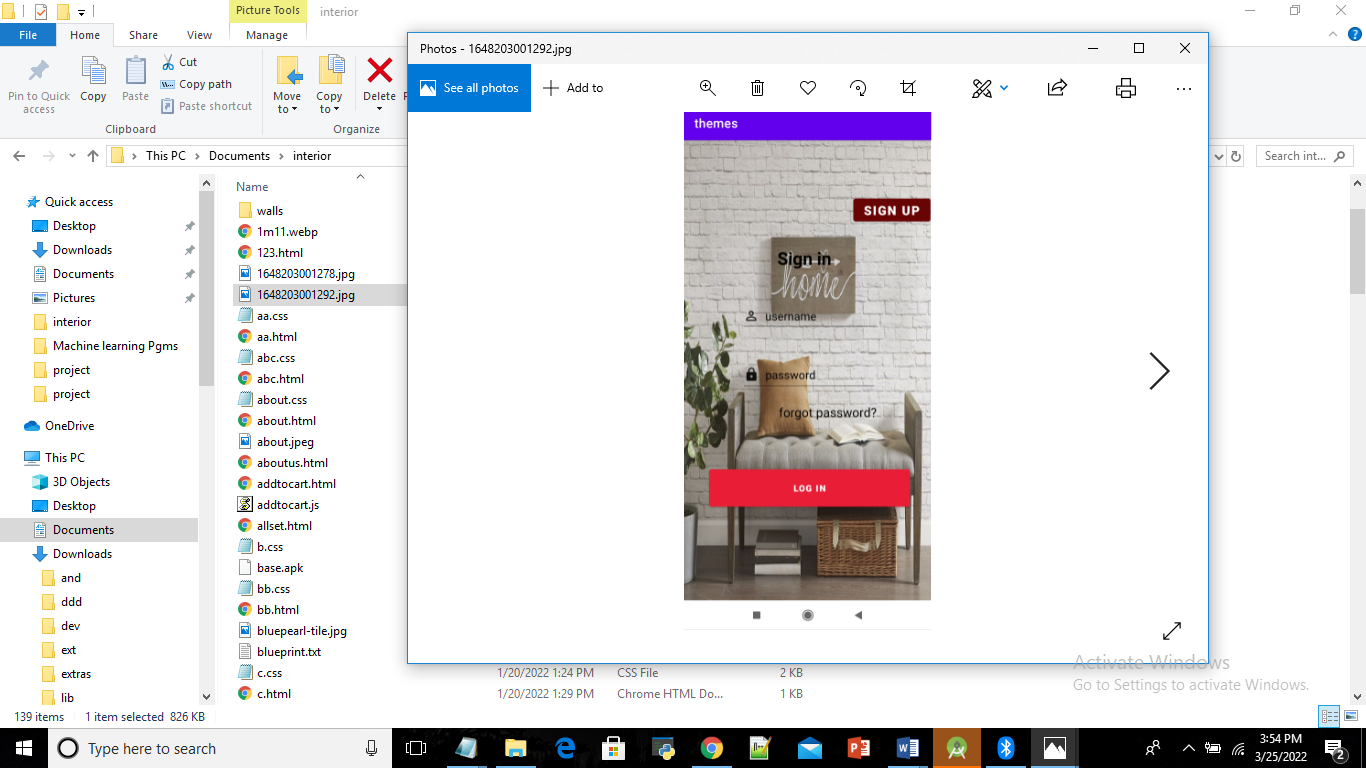 Picture Tools
interior
File
Home
Share
View
Manage
Pin to Quick access
Copy
Paste
Cut
Copy path
Paste shortcut
Clipboard
Move to
Copy to
Delete
Organize
This PC
Documents
interior
Search int...
Photos - 1648203001292.jpg
See all photos
Add to
themes
SIGN UP
Sign in
home
username
password
forgot password?
LOG IN
Quick access
Desktop
Downloads
Documents
Pictures
interior
Machine learning Pgms
project
project
OneDrive
This PC
3D Objects
Desktop
Documents
Downloads
and
ddd
dev
ext
extras
lib
Name
walls
1m11.webp
123.html
1648203001278.jpg
1648203001292.jpg
aa.css
aa.html
abc.css
abc.html
about.css
about.html
about.jpeg
aboutus.html
addtocart.html
addtocart.js
allset.html
b.css
base.apk
bb.css
bb.html
bluepearl-tile.jpg
blueprint.txt
c.css 1/20/2022 1:24 PM CSS File 2 KB
c.html 1/20/2022 1:29 PM Chrome HTML Do... 1 KB
Activate Windows
Go to Settings to activate Windows.
139 items 1 item selected 826 KB
Type here to search
3:54 PM
3/25/2022
2